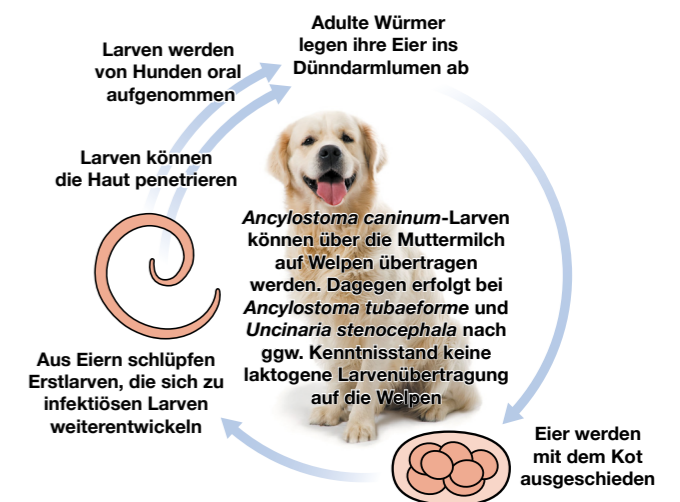 Adulte Würmer
legen ihre Eier ins
Dünndarmlumen ab
Larven werden
von Hunden oral
aufgenommen
Larven können
die Haut penetrieren
Ancylostoma caninum-Larven
können über die Muttermilch
auf Welpen übertragen
werden. Dagegen erfolgt bei
Ancylostoma tubaeforme und
Uncinaria stenocephala nach
ggw. Kenntnisstand keine
laktogene Larvenübertragung
auf die Welpen
Aus Eiern schlüpfen
Erstlarven, die sich zu
infektiösen Larven
weiterentwickeln
Eier werden
mit dem Kot
ausgeschieden